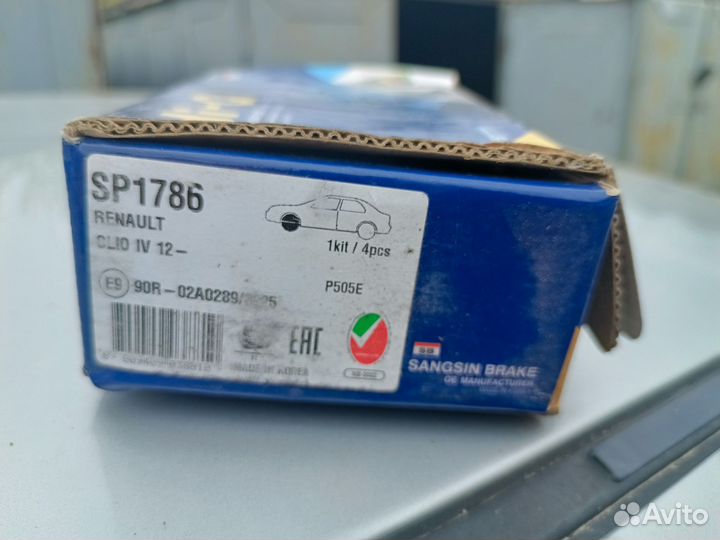 SP1786
RENAULT
CLIO IV 12-
1kit / 4pcs
E9 90R-02A0289/
P505E
EAC
MADE IN KOREA
SB
SANGSIN BRAKE
OE MANUFACTURER
Avito